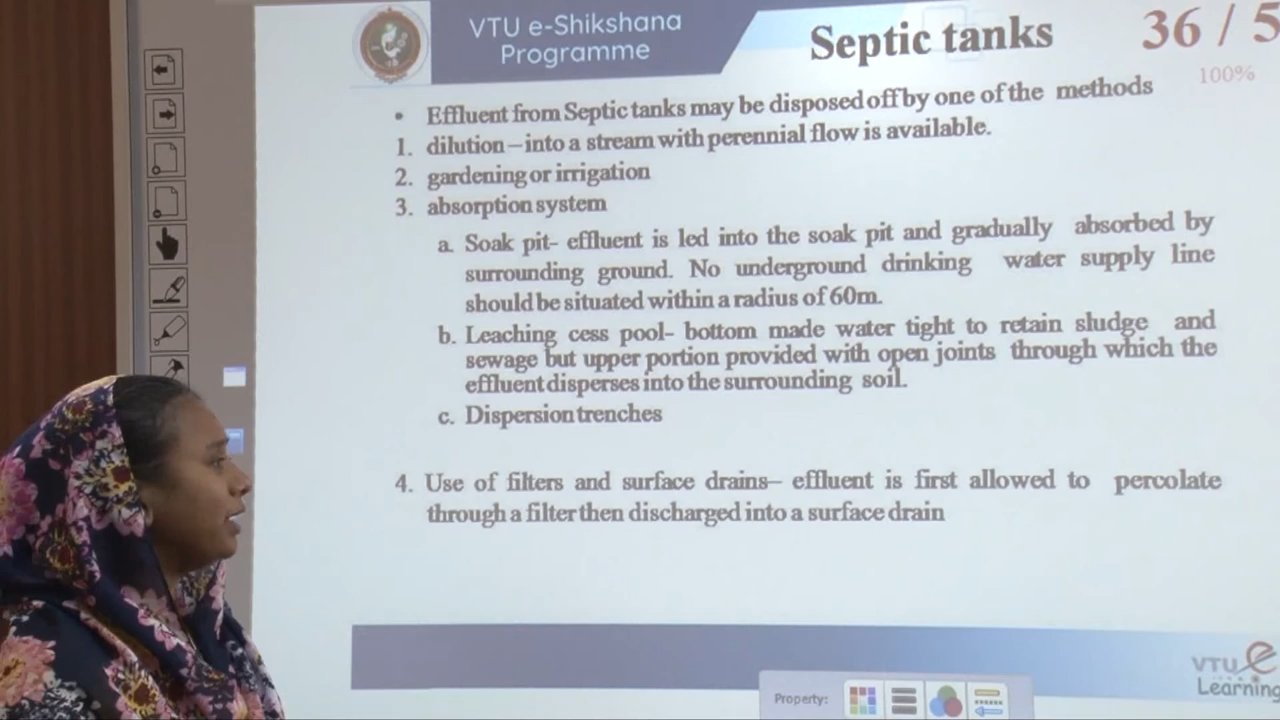 VTU e-Shikshana
Programme
Septic tanks
36 / 5
100%
• Effluent from Septic tanks may be disposed off by one of the methods
1. dilution – into a stream with perennial flow is available.
2. gardening or irrigation
3. absorption system
a. Soak pit- effluent is led into the soak pit and gradually absorbed by
surrounding ground. No underground drinking water supply line
should be situated within a radius of 60m.
b. Leaching cess pool- bottom made water tight to retain sludge and
sewage but upper portion provided with open joints through which the
effluent disperses into the surrounding soil.
c. Dispersion trenches
4. Use of filters and surface drains– effluent is first allowed to percolate
through a filter then discharged into a surface drain
VTU e
Learning
Property: